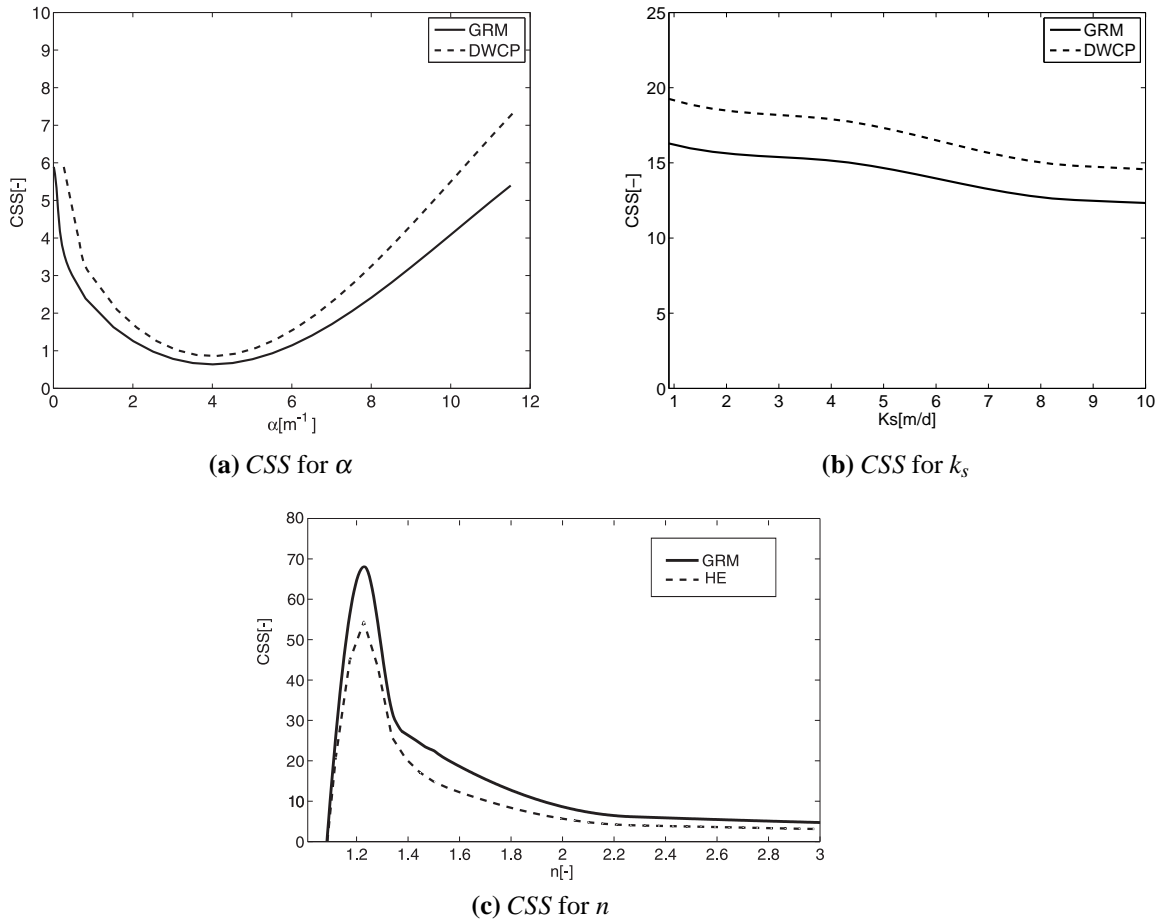 10
9
8
7
6
5
4
3
2
1
0
CSS[-]
GRM
DWCP
0 2 4 6 8 10 12
α[m⁻¹]
(a) CSS for α
25
20
15
10
5
0
CSS[–]
GRM
DWCP
1 2 3 4 5 6 7 8 9 10
Ks[m/d]
(b) CSS for kₛ
80
70
60
50
40
30
20
10
0
CSS[-]
GRM
HE
1.2 1.4 1.6 1.8 2 2.2 2.4 2.6 2.8 3
n[-]
(c) CSS for n